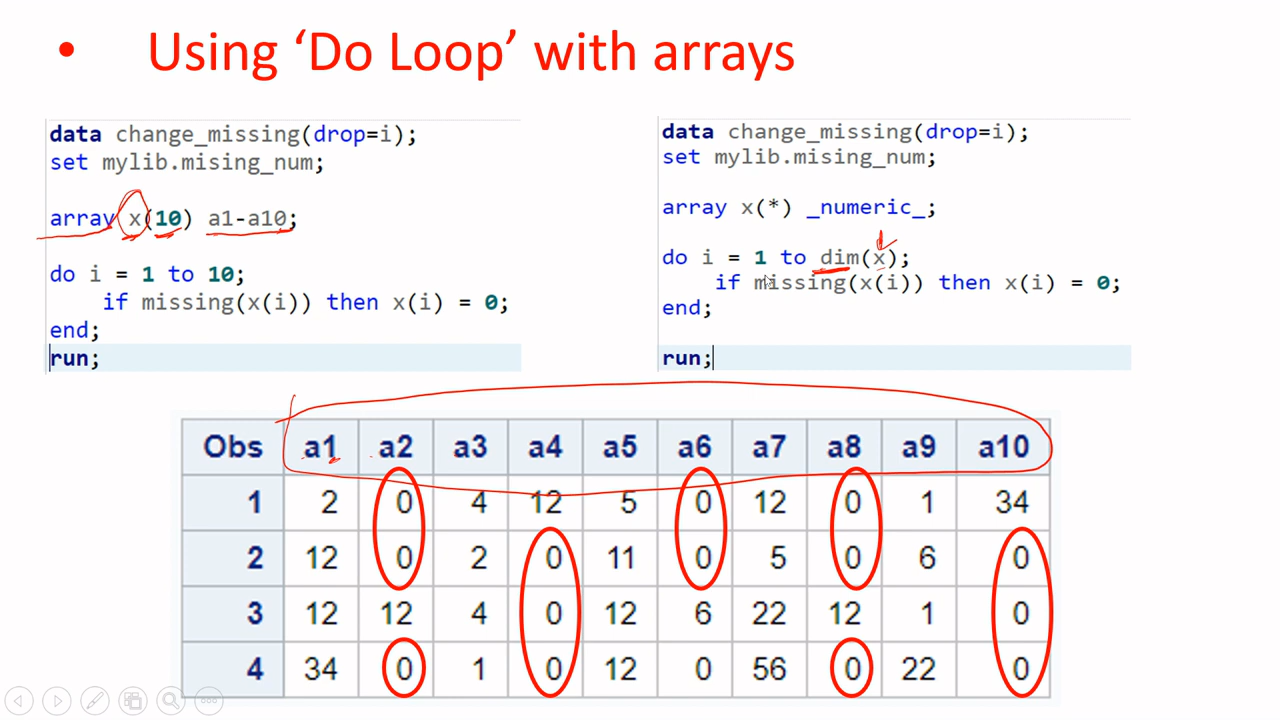 • Using ‘Do Loop’ with arrays
data change_missing(drop=i);
set mylib.mising_num;
array x(10) a1-a10;
do i = 1 to 10;
if missing(x(i)) then x(i) = 0;
end;
run;
data change_missing(drop=i);
set mylib.mising_num;
array x(*) _numeric_;
do i = 1 to dim(x);
if missing(x(i)) then x(i) = 0;
end;
run;
Obs a1 a2 a3 a4 a5 a6 a7 a8 a9 a10
1 2 0 4 12 5 0 12 0 1 34
2 12 0 2 0 11 0 5 0 6 0
3 12 12 4 0 12 6 22 12 1 0
4 34 0 1 0 12 0 56 0 22 0